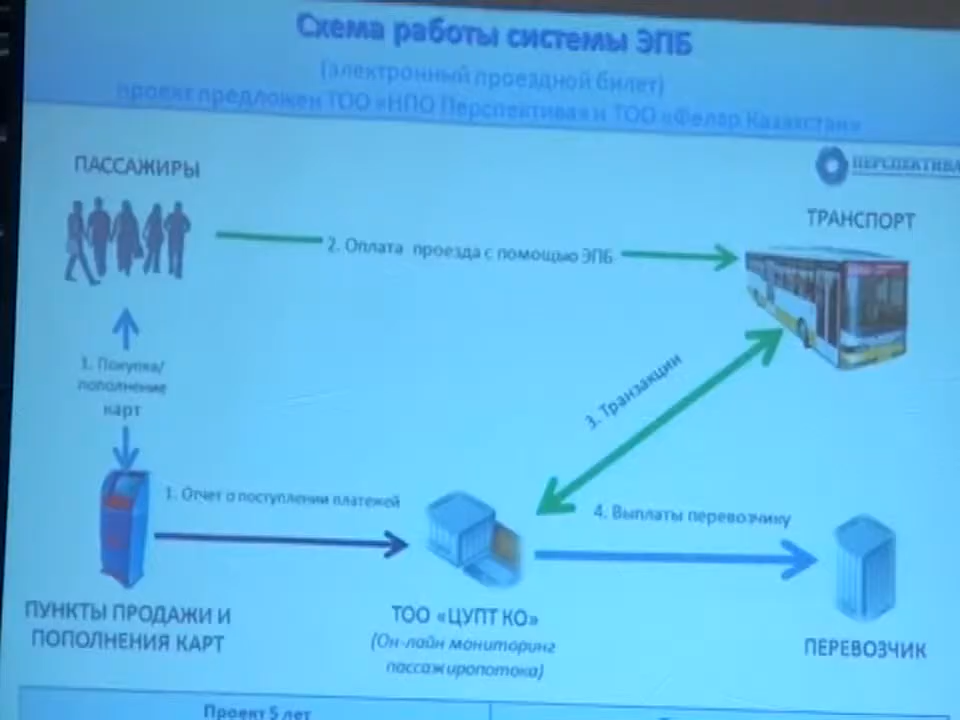 Схема работы системы ЭПБ
(электронный проездной билет)
проект предложен ТОО «НПО Перспектива» и ТОО «Фелар Казахстан»
ПЕРСПЕКТИВА
ПАССАЖИРЫ
ТРАНСПОРТ
2. Оплата проезда с помощью ЭПБ
1. Покупка/
пополнение
карт
3. Транзакции
1. Отчет о поступлении платежей
4. Выплаты перевозчику
ПУНКТЫ ПРОДАЖИ И
ПОПОЛНЕНИЯ КАРТ
ТОО «ЦУПТ КО»
(Он-лайн мониторинг
пассажиропотока)
ПЕРЕВОЗЧИК
Проект 5 лет